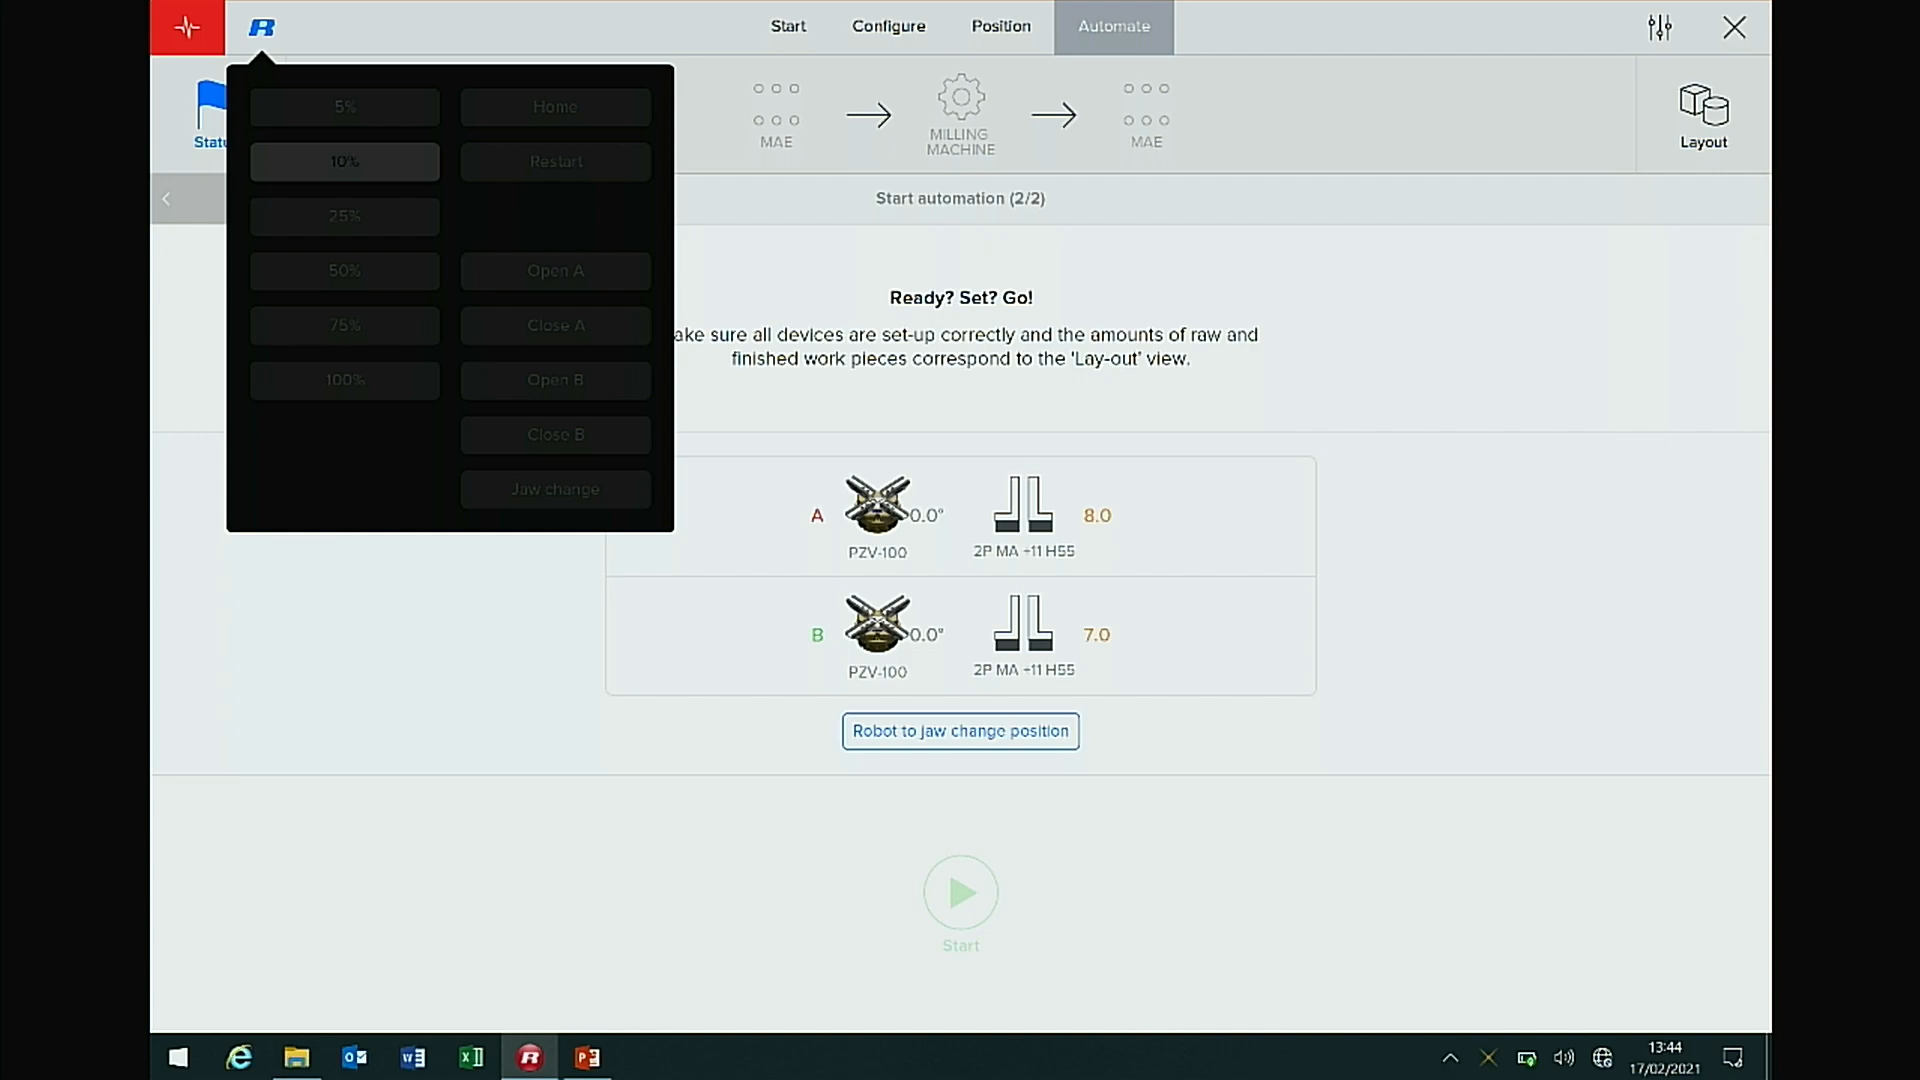 Start
Configure
Position
Automate
Statu
5%
Home
10%
Restart
25%
50%
Open A
75%
Close A
100%
Open B
Close B
Jaw change
MAE
MILLING
MACHINE
MAE
Layout
Start automation (2/2)
Ready? Set? Go!
ake sure all devices are set-up correctly and the amounts of raw and
finished work pieces correspond to the 'Lay-out' view.
A
0.0°
8.0
PZV-100
2P MA +11 H55
B
0.0°
7.0
PZV-100
2P MA +11 H55
Robot to jaw change position
Start
13:44
17/02/2021